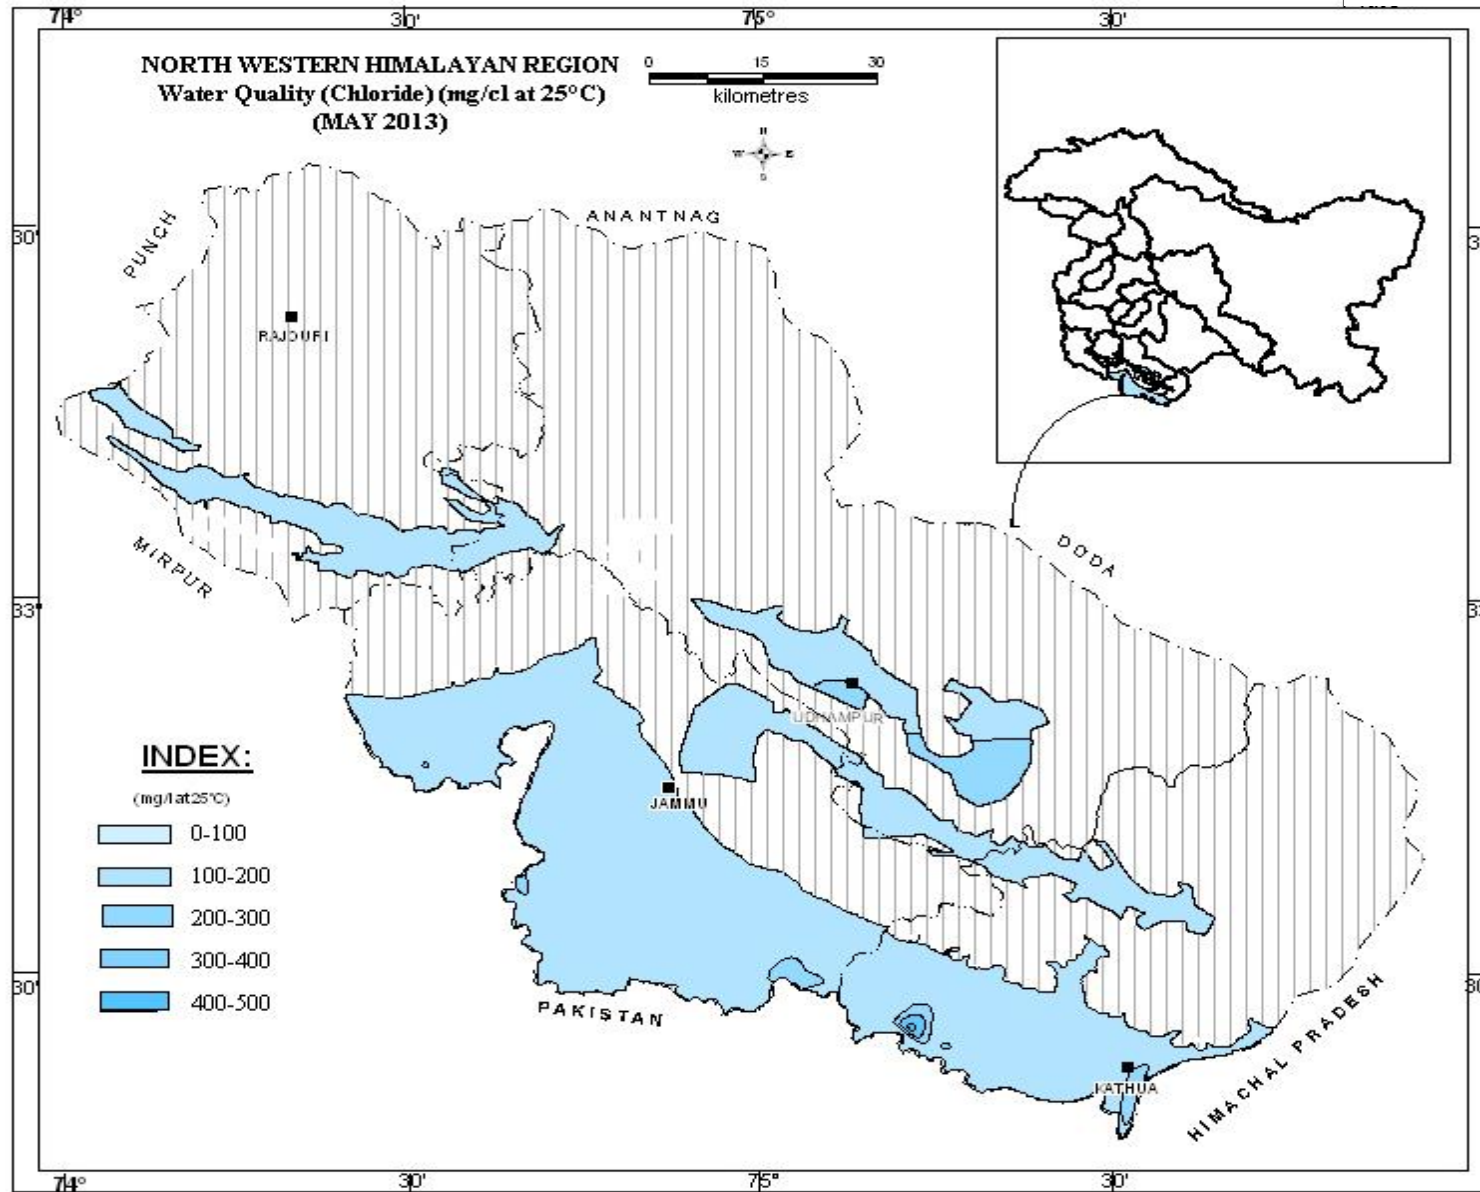 74°
30'
75°
30'
NORTH WESTERN HIMALAYAN REGION
Water Quality (Chloride) (mg/cl at 25°C)
(MAY 2013)
0 15 30
kilometres
N
W E
S
ANANTNAG
PUNCH
30'
RAJOURI
DODA
MIRPUR
33°
UDHAMPUR
INDEX:
(mg/lat25°C)
0-100
100-200
200-300
300-400
400-500
JAMMU
30'
PAKISTAN
KATHUA
HIMACHAL PRADESH
74°
30'
75°
30'